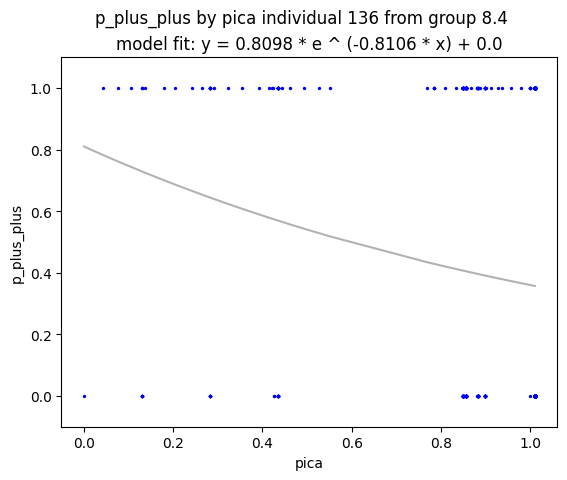 p_plus_plus by pica individual 136 from group 8.4
model fit: y = 0.8098 * e ^ (-0.8106 * x) + 0.0
1.0
0.8
0.6
0.4
0.2
0.0
p_plus_plus
0.0 0.2 0.4 0.6 0.8 1.0
pica